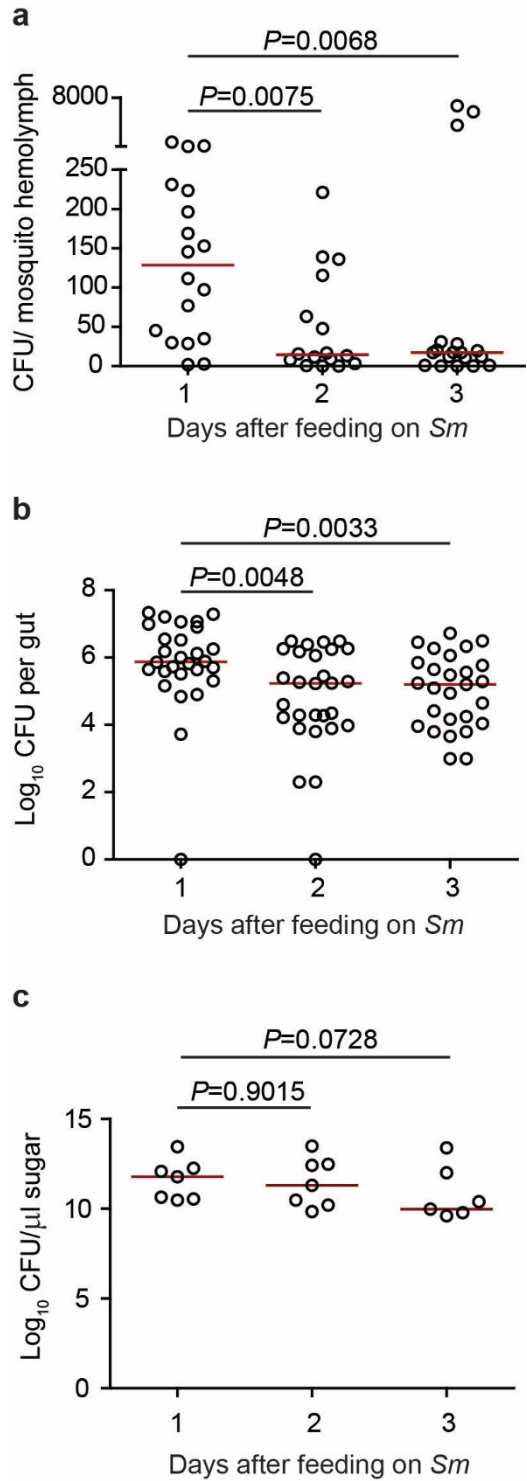 a
P=0.0068
P=0.0075
8000
250
200
150
100
50
0
CFU/ mosquito hemolymph
1 2 3
Days after feeding on Sm
b
P=0.0033
P=0.0048
8
6
4
2
0
Log₁₀ CFU per gut
1 2 3
Days after feeding on Sm
c
P=0.0728
P=0.9015
15
10
5
0
Log₁₀ CFU/µl sugar
1 2 3
Days after feeding on Sm